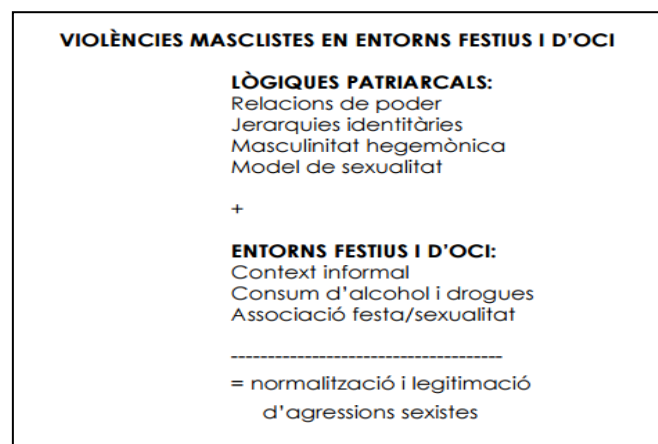 VIOLÈNCIES MASCLISTES EN ENTORNS FESTIUS I D'OCI
LÒGIQUES PATRIARCALS:
Relacions de poder
Jerarquies identitàries
Masculinitat hegemònica
Model de sexualitat
+
ENTORNS FESTIUS I D'OCI:
Context informal
Consum d'alcohol i drogues
Associació festa/sexualitat
-------------------------------------
= normalització i legitimació
d'agressions sexistes